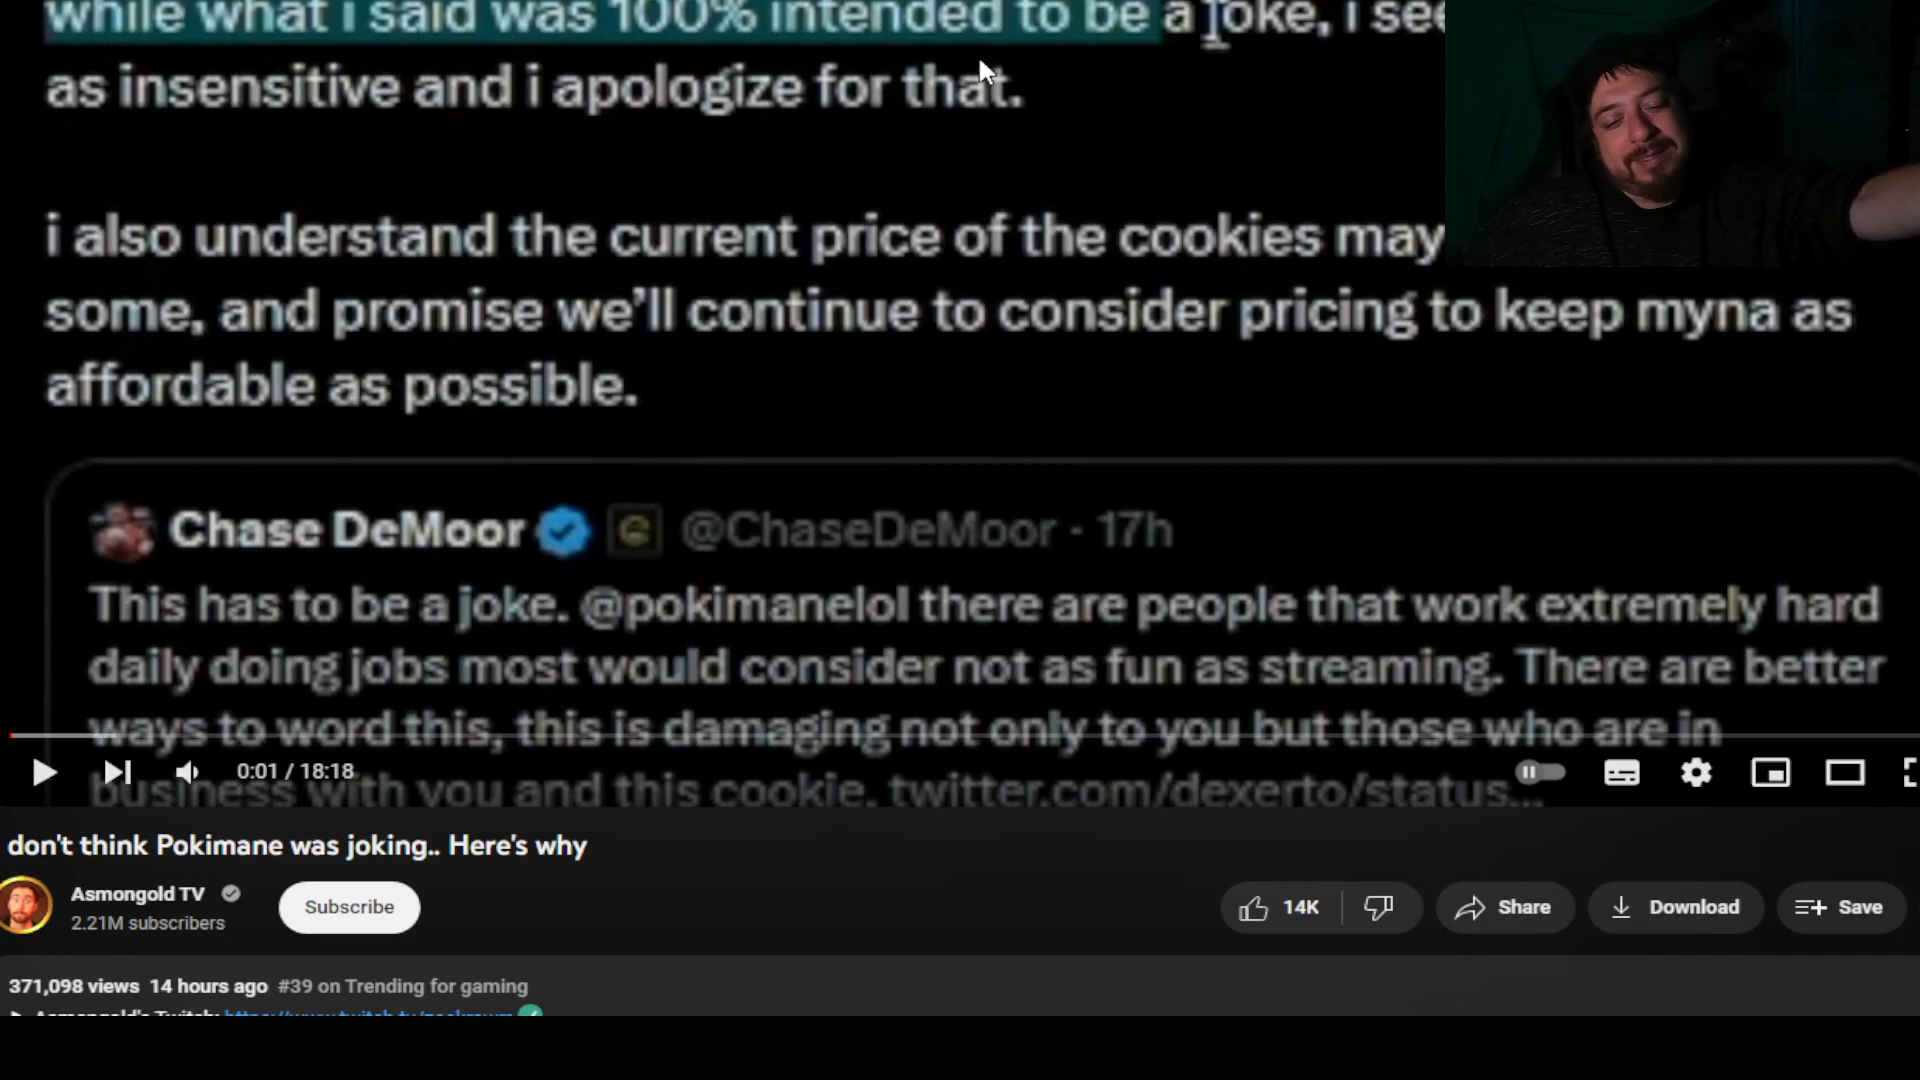 while what i said was 100% intended to be a joke, i see
as insensitive and i apologize for that.
i also understand the current price of the cookies may
some, and promise we'll continue to consider pricing to keep myna as
affordable as possible.
Chase DeMoor @ChaseDeMoor · 17h
This has to be a joke. @pokimanelol there are people that work extremely hard
daily doing jobs most would consider not as fun as streaming. There are better
ways to word this, this is damaging not only to you but those who are in
business with you and this cookie. twitter.com/dexerto/status...
0:01 / 18:18
don't think Pokimane was joking.. Here's why
Asmongold TV
2.21M subscribers
Subscribe
14K
Share
Download
Save
371,098 views 14 hours ago #39 on Trending for gaming
Asmongold's Twitch: